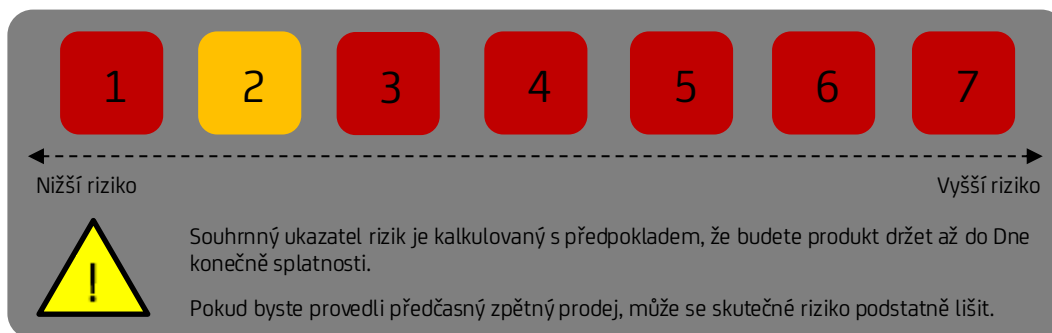 1 2 3 4 5 6 7
Nižší riziko Vyšší riziko
!
Souhrnný ukazatel rizik je kalkulovaný s předpokladem, že budete produkt držet až do Dne
konečně splatnosti.
Pokud byste provedli předčasný zpětný prodej, může se skutečné riziko podstatně lišit.